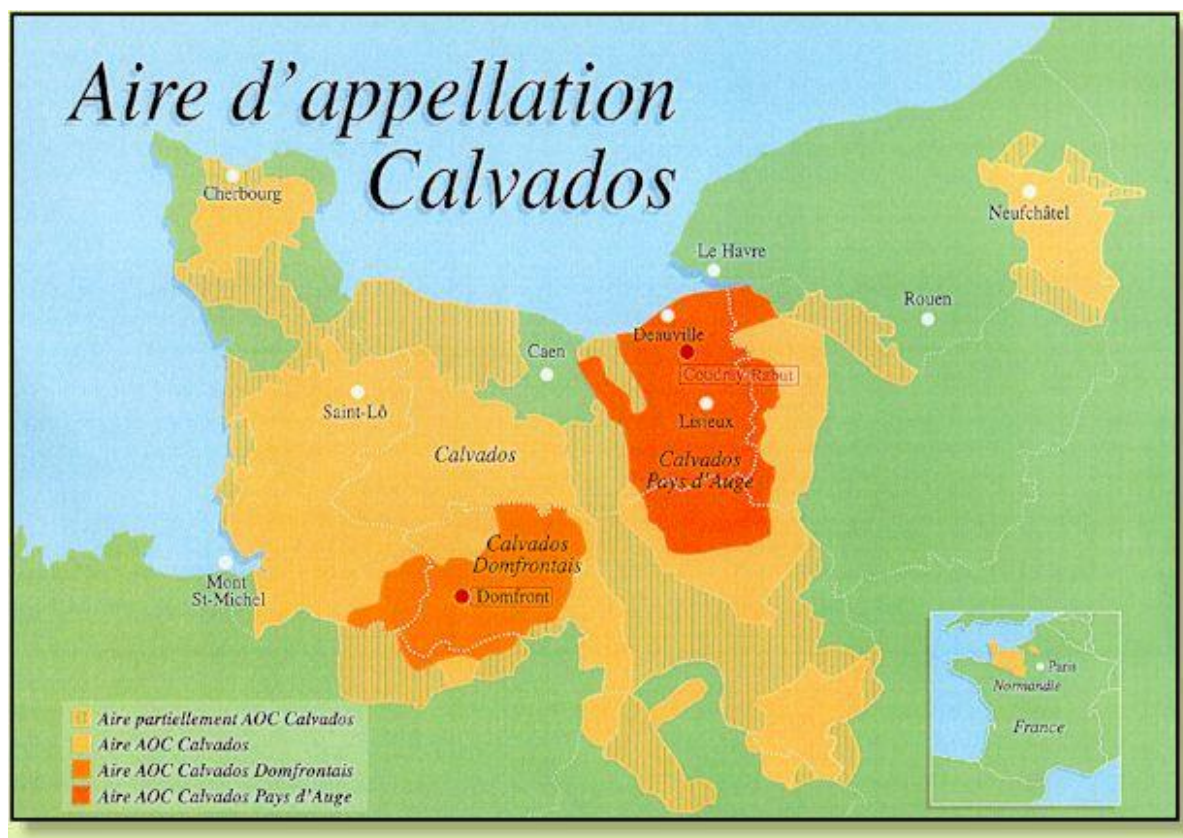 Aire d'appellation
Calvados
Cherbourg
Neufchâtel
Le Havre
Rouen
Deauville
Caen
Coudray-Rabut
Saint-Lô
Lisieux
Calvados
Calvados
Pays d'Auge
Calvados
Domfrontais
Mont
St-Michel
Domfront
Paris
Normandie
France
Aire partiellement AOC Calvados
Aire AOC Calvados
Aire AOC Calvados Domfrontais
Aire AOC Calvados Pays d'Auge